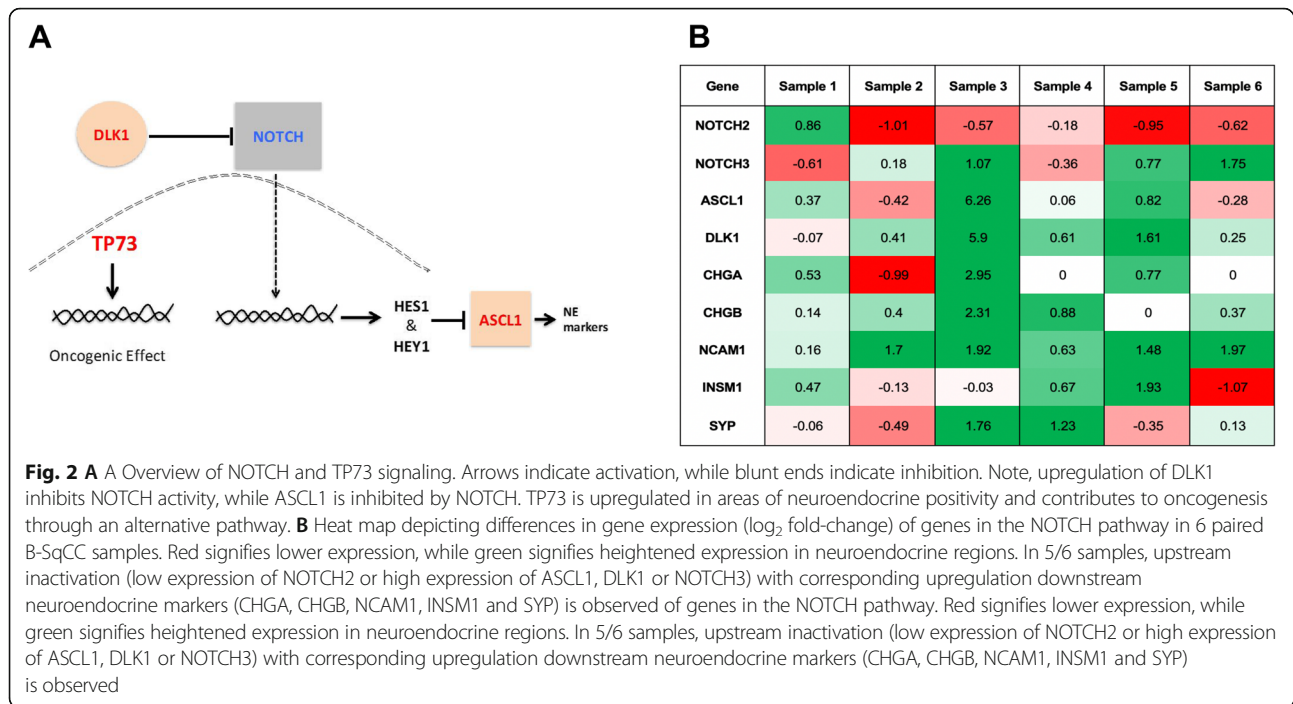 A
DLK1
NOTCH
TP73
Oncogenic Effect
HES1
&
HEY1
ASCL1
NE
markers
B
Gene Sample 1 Sample 2 Sample 3 Sample 4 Sample 5 Sample 6
NOTCH2 0.86 -1.01 -0.57 -0.18 -0.95 -0.62
NOTCH3 -0.61 0.18 1.07 -0.36 0.77 1.75
ASCL1 0.37 -0.42 6.26 0.06 0.82 -0.28
DLK1 -0.07 0.41 5.9 0.61 1.61 0.25
CHGA 0.53 -0.99 2.95 0 0.77 0
CHGB 0.14 0.4 2.31 0.88 0 0.37
NCAM1 0.16 1.7 1.92 0.63 1.48 1.97
INSM1 0.47 -0.13 -0.03 0.67 1.93 -1.07
SYP -0.06 -0.49 1.76 1.23 -0.35 0.13
Fig. 2 A A Overview of NOTCH and TP73 signaling. Arrows indicate activation, while blunt ends indicate inhibition. Note, upregulation of DLK1
inhibits NOTCH activity, while ASCL1 is inhibited by NOTCH. TP73 is upregulated in areas of neuroendocrine positivity and contributes to oncogenesis
through an alternative pathway. B Heat map depicting differences in gene expression (log₂ fold-change) of genes in the NOTCH pathway in 6 paired
B-SqCC samples. Red signifies lower expression, while green signifies heightened expression in neuroendocrine regions. In 5/6 samples, upstream
inactivation (low expression of NOTCH2 or high expression of ASCL1, DLK1 or NOTCH3) with corresponding upregulation downstream
neuroendocrine markers (CHGA, CHGB, NCAM1, INSM1 and SYP) is observed of genes in the NOTCH pathway. Red signifies lower expression, while
green signifies heightened expression in neuroendocrine regions. In 5/6 samples, upstream inactivation (low expression of NOTCH2 or high expression
of ASCL1, DLK1 or NOTCH3) with corresponding upregulation downstream neuroendocrine markers (CHGA, CHGB, NCAM1, INSM1 and SYP)
is observed